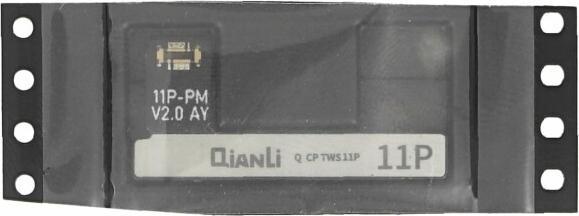 11P-PM
V2.0 AY
QIANLI Q CP TWS11P 11P